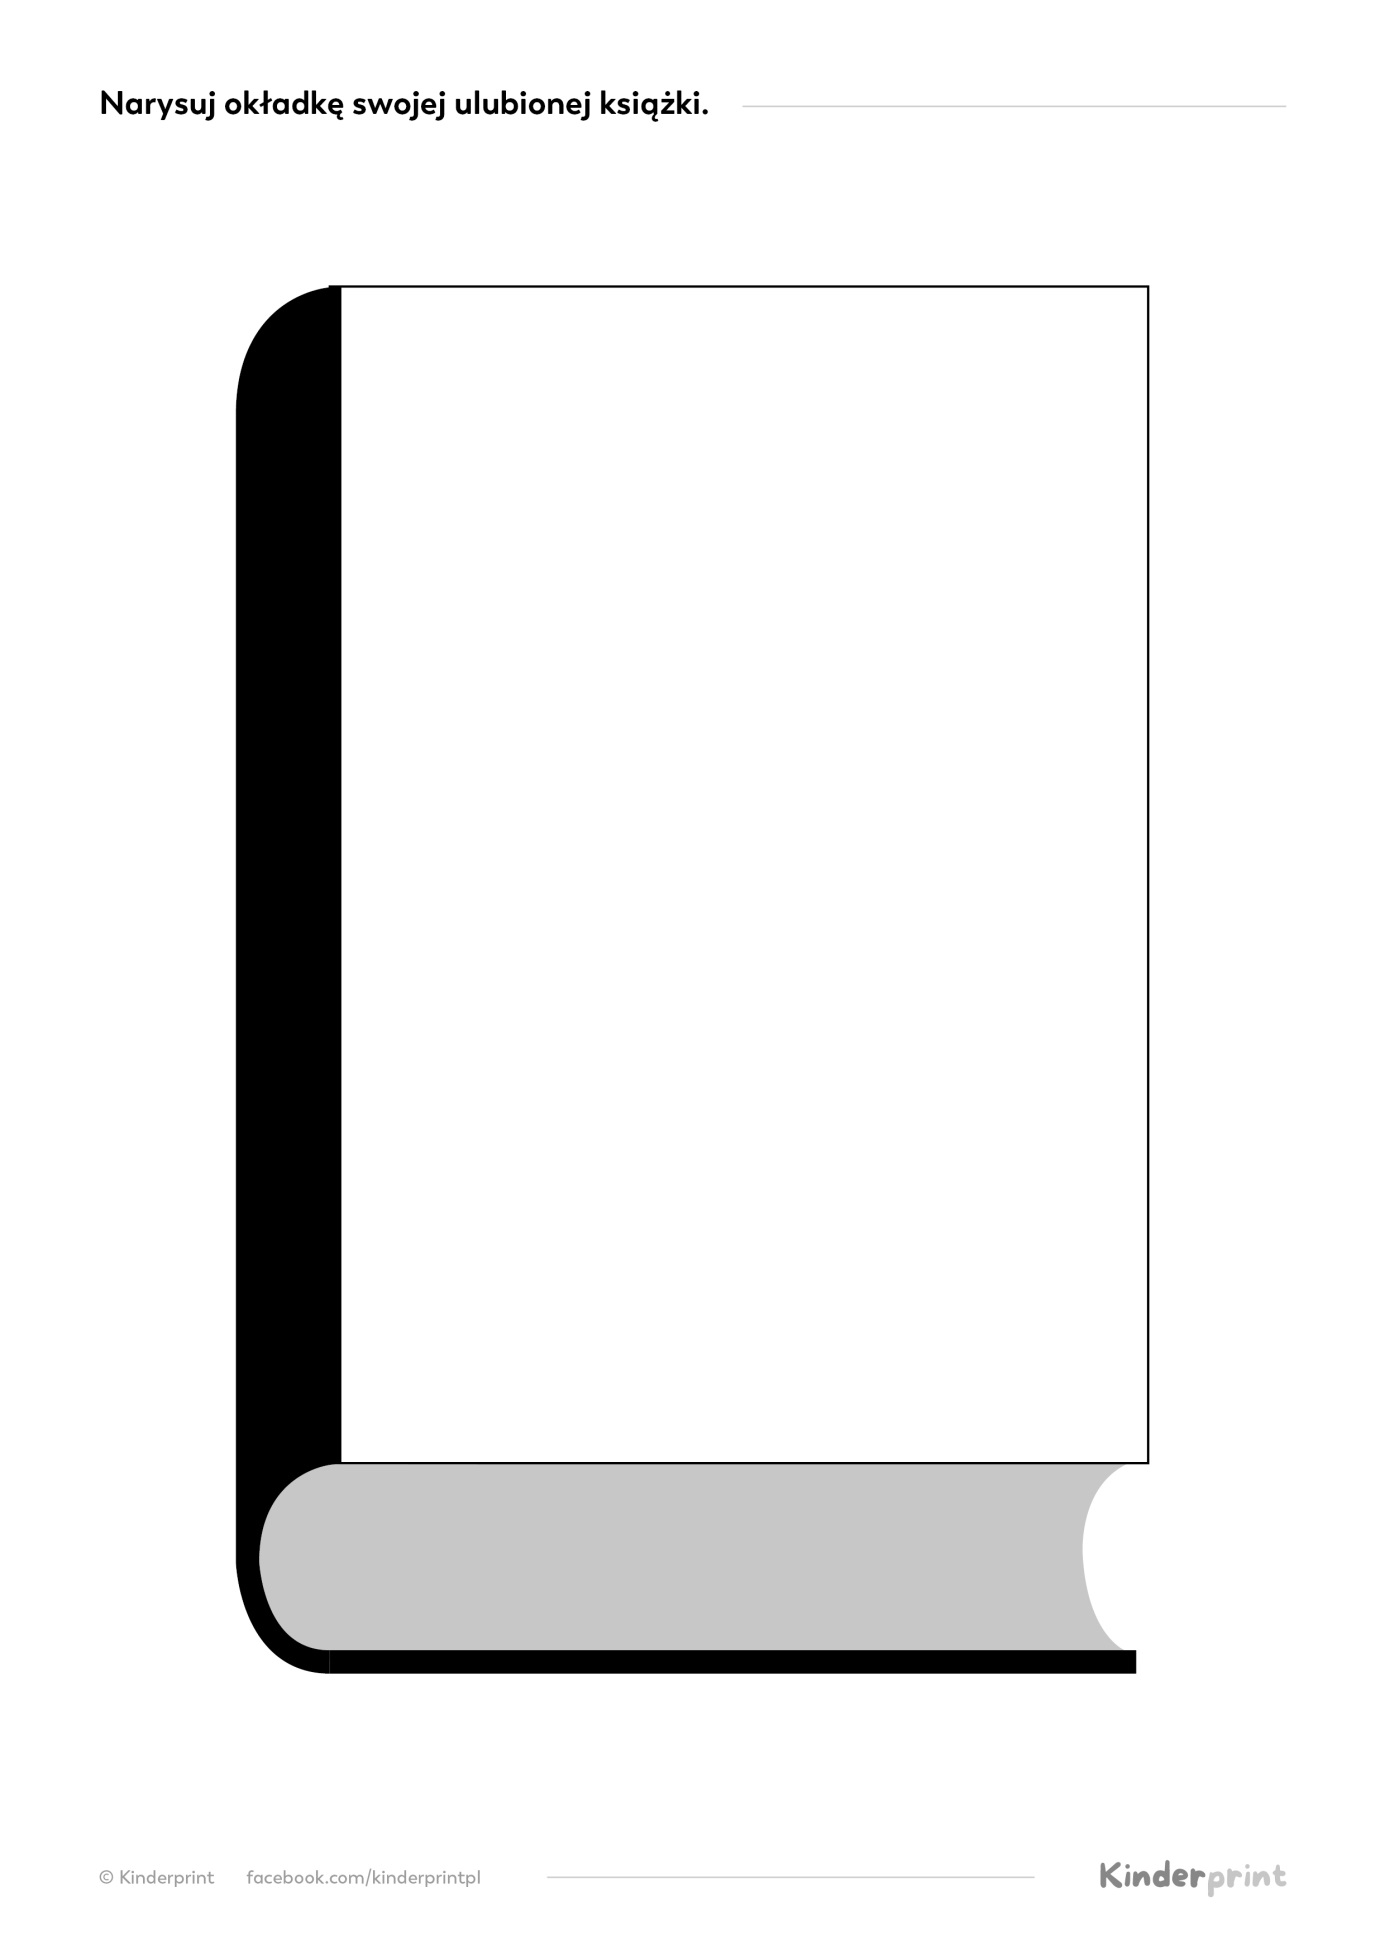 Narysuj okładkę swojej ulubionej książki.
© Kinderprint facebook.com/kinderprintpl Kinderprint